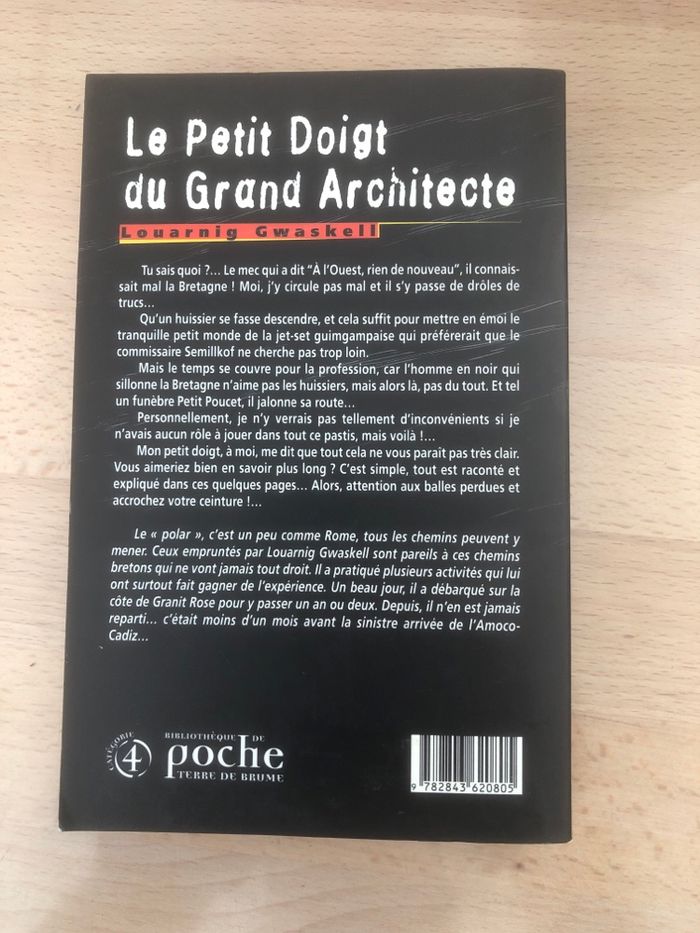 Le Petit Doigt
du Grand Architecte
Louarnig Gwaskell
Tu sais quoi ?... Le mec qui a dit "À l'Ouest, rien de nouveau", il connais-
sait mal la Bretagne ! Moi, j'y circule pas mal et il s'y passe de drôles de
trucs...
Qu'un huissier se fasse descendre, et cela suffit pour mettre en émoi le
tranquille petit monde de la jet-set guimgampaise qui préférerait que le
commissaire Semillkof ne cherche pas trop loin.
Mais le temps se couvre pour la profession, car l'homme en noir qui
sillonne la Bretagne n'aime pas les huissiers, mais alors là, pas du tout. Et tel
un funèbre Petit Poucet, il jalonne sa route...
Personnellement, je n'y verrais pas tellement d'inconvénients si je
n'avais aucun rôle à jouer dans tout ce pastis, mais voilà !...
Mon petit doigt, à moi, me dit que tout cela ne vous paraît pas très clair.
Vous aimeriez bien en savoir plus long ? C'est simple, tout est raconté et
expliqué dans ces quelques pages... Alors, attention aux balles perdues et
accrochez votre ceinture !...
Le « polar », c'est un peu comme Rome, tous les chemins peuvent y
mener. Ceux empruntés par Louarnig Gwaskell sont pareils à ces chemins
bretons qui ne vont jamais tout droit. Il a pratiqué plusieurs activités qui lui
ont surtout fait gagner de l'expérience. Un beau jour, il a débarqué sur la
côte de Granit Rose pour y passer un an ou deux. Depuis, il n'en est jamais
reparti... c'était moins d'un mois avant la sinistre arrivée de l'Amoco-
Cadiz...
CATÉGORIE
4
BIBLIOTHÈQUE DE
poche
TERRE DE BRUME
9 782843 620805